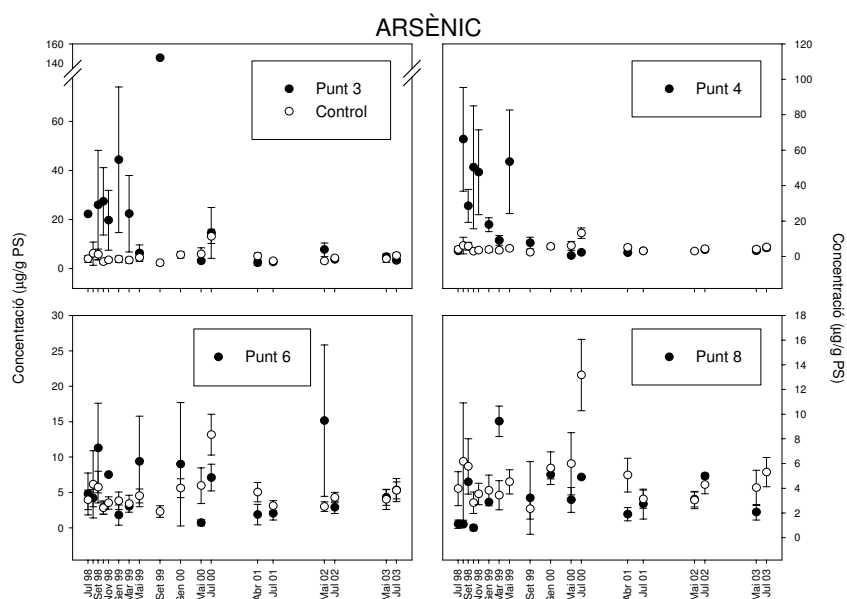 ARSÈNIC
160
140
60
40
20
0
Punt 3
Control
120
100
80
60
40
20
0
Punt 4
Concentració (µg/g PS)
Concentració (µg/g PS)
30
25
20
15
10
5
0
Punt 6
18
16
14
12
10
8
6
4
2
0
Punt 8
Jul 98
Set 98
Nov 98
Gen 99
Mar 99
Mai 99
Set 99
Gen 00
Mai 00
Jul 00
Abr 01
Jul 01
Mai 02
Jul 02
Mai 03
Jul 03
Jul 98
Set 98
Nov 98
Gen 99
Mar 99
Mai 99
Set 99
Gen 00
Mai 00
Jul 00
Abr 01
Jul 01
Mai 02
Jul 02
Mai 03
Jul 03